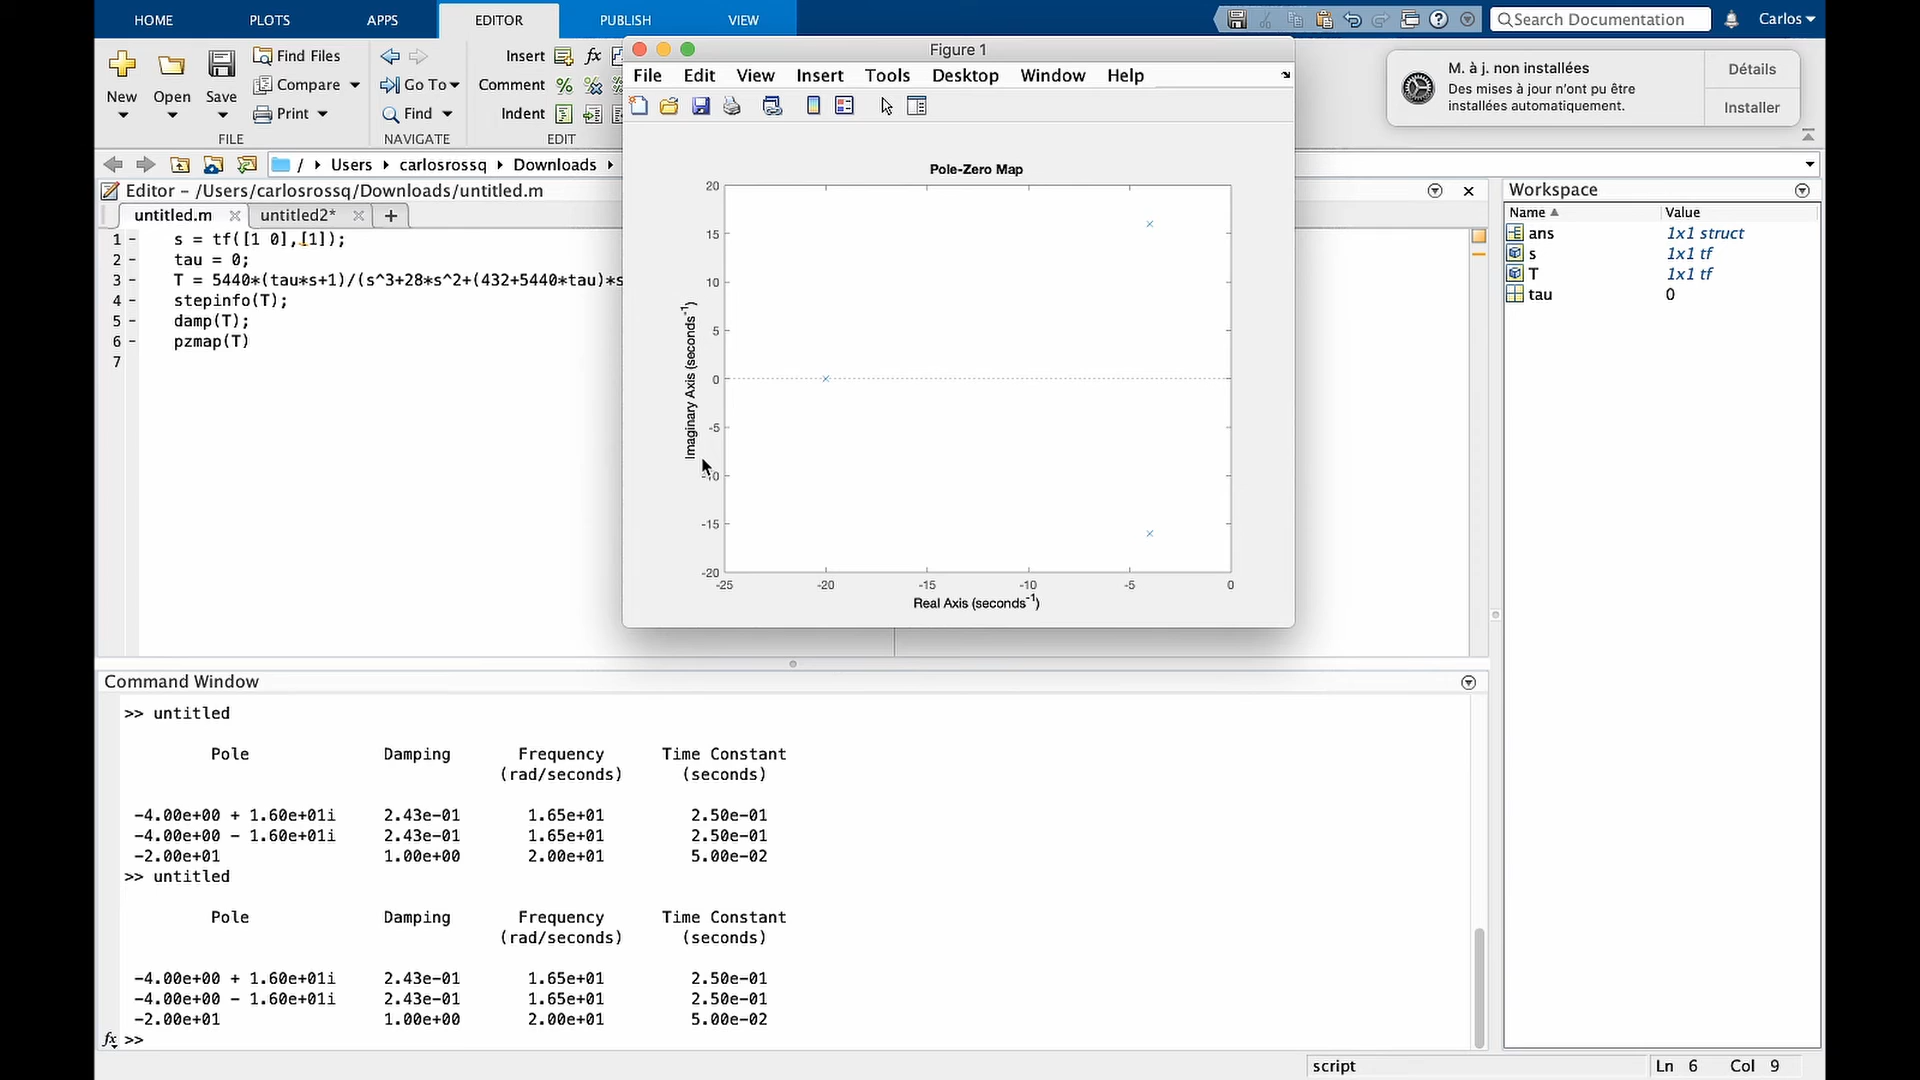 HOME PLOTS APPS EDITOR PUBLISH VIEW
Search Documentation Carlos
New Open Save
Find Files
Compare
Print
FILE
Go To
Find
NAVIGATE
Insert fx
Comment
Indent
EDIT
M. à j. non installées
Des mises à jour n'ont pu être
installées automatiquement.
Détails
Installer
/ Users carlosrossq Downloads
Editor - /Users/carlosrossq/Downloads/untitled.m
untitled.m untitled2* +
1 - s = tf([1 0],[1]);
2 - tau = 0;
3 - T = 5440*(tau*s+1)/(s^3+28*s^2+(432+5440*tau)*s
4 - stepinfo(T);
5 - damp(T);
6 - pzmap(T)
7
Figure 1
File Edit View Insert Tools Desktop Window Help
Pole-Zero Map
20
15
10
5
0
-5
-10
-15
-20
Imaginary Axis (seconds⁻¹)
-25 -20 -15 -10 -5 0
Real Axis (seconds⁻¹)
Workspace
Name Value
ans 1x1 struct
s 1x1 tf
T 1x1 tf
tau 0
Command Window
>> untitled
Pole Damping Frequency Time Constant
(rad/seconds) (seconds)
-4.00e+00 + 1.60e+01i 2.43e-01 1.65e+01 2.50e-01
-4.00e+00 - 1.60e+01i 2.43e-01 1.65e+01 2.50e-01
-2.00e+01 1.00e+00 2.00e+01 5.00e-02
>> untitled
Pole Damping Frequency Time Constant
(rad/seconds) (seconds)
-4.00e+00 + 1.60e+01i 2.43e-01 1.65e+01 2.50e-01
-4.00e+00 - 1.60e+01i 2.43e-01 1.65e+01 2.50e-01
-2.00e+01 1.00e+00 2.00e+01 5.00e-02
fx >>
script Ln 6 Col 9